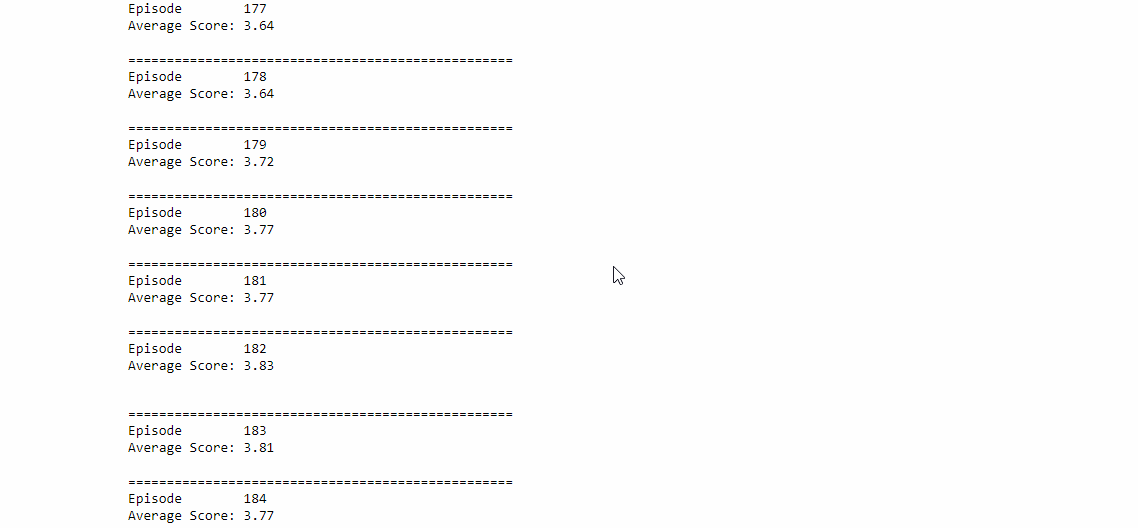 Episode        177
Average Score: 3.64
==================================================
Episode        178
Average Score: 3.64
==================================================
Episode        179
Average Score: 3.72
==================================================
Episode        180
Average Score: 3.77
==================================================
Episode        181
Average Score: 3.77
==================================================
Episode        182
Average Score: 3.83
==================================================
Episode        183
Average Score: 3.81
==================================================
Episode        184
Average Score: 3.77